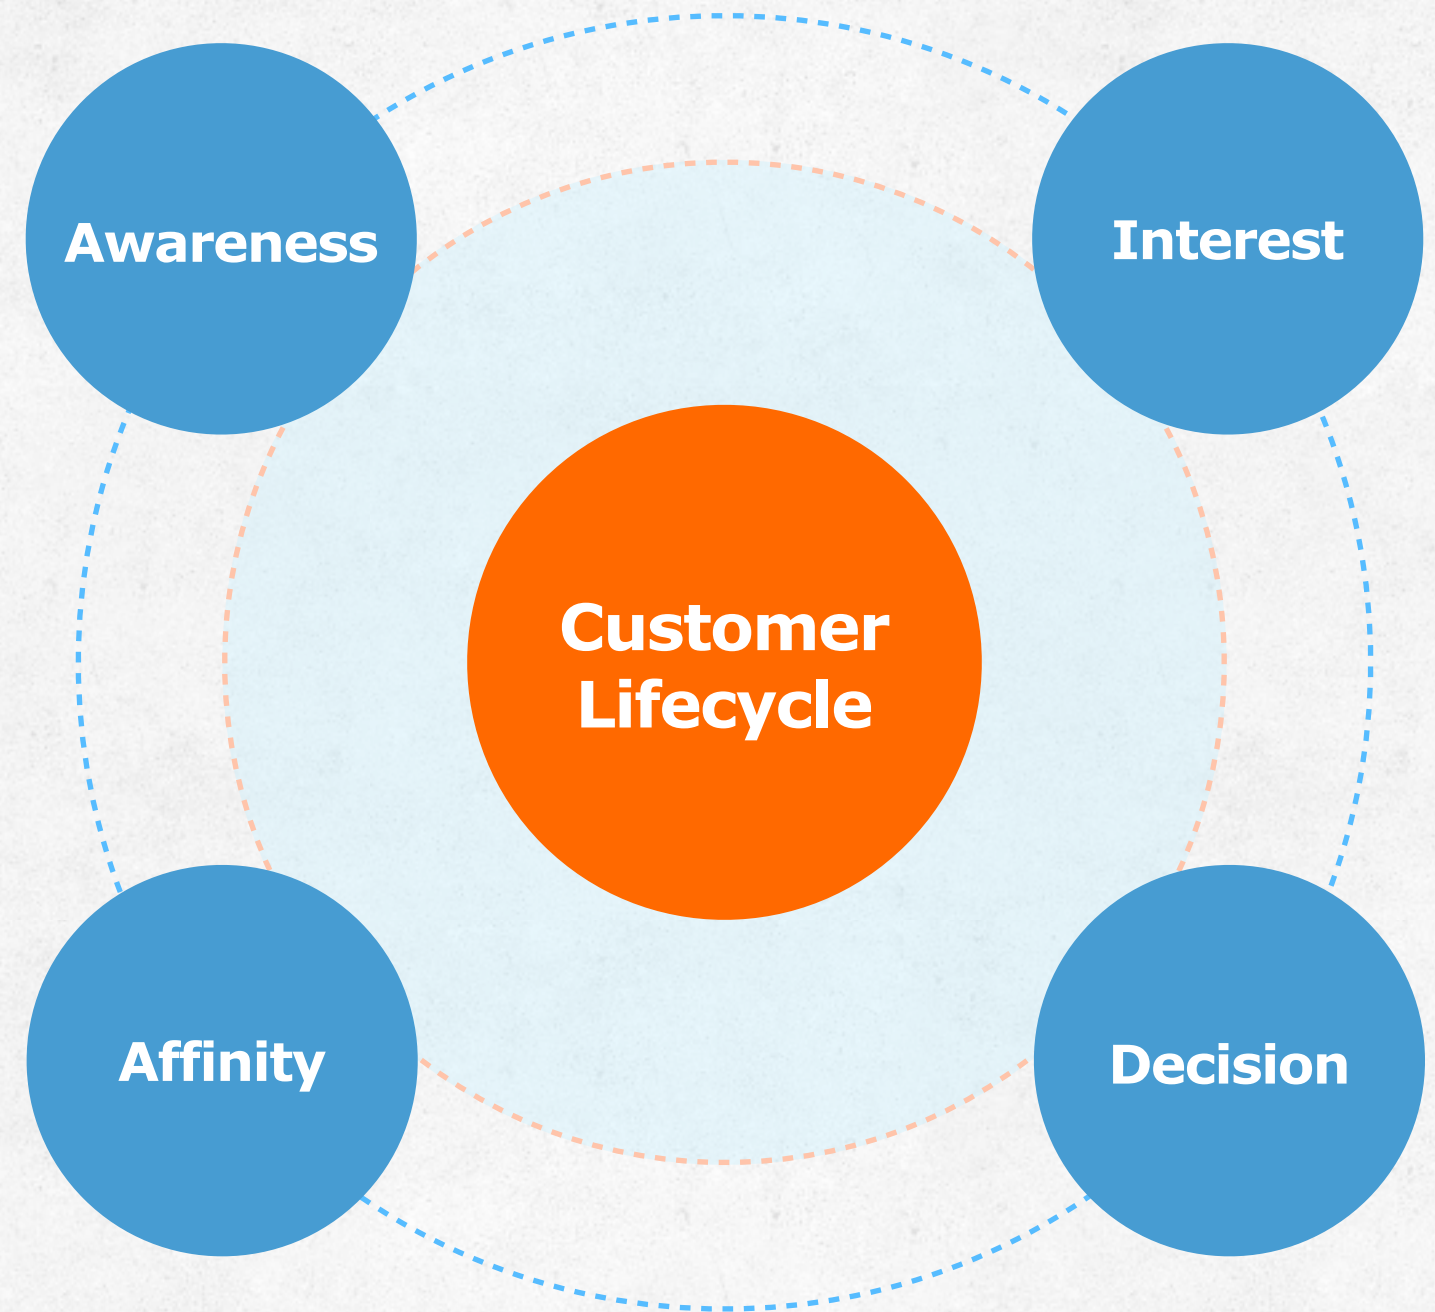 Awareness
Interest
Customer
Lifecycle
Affinity
Decision